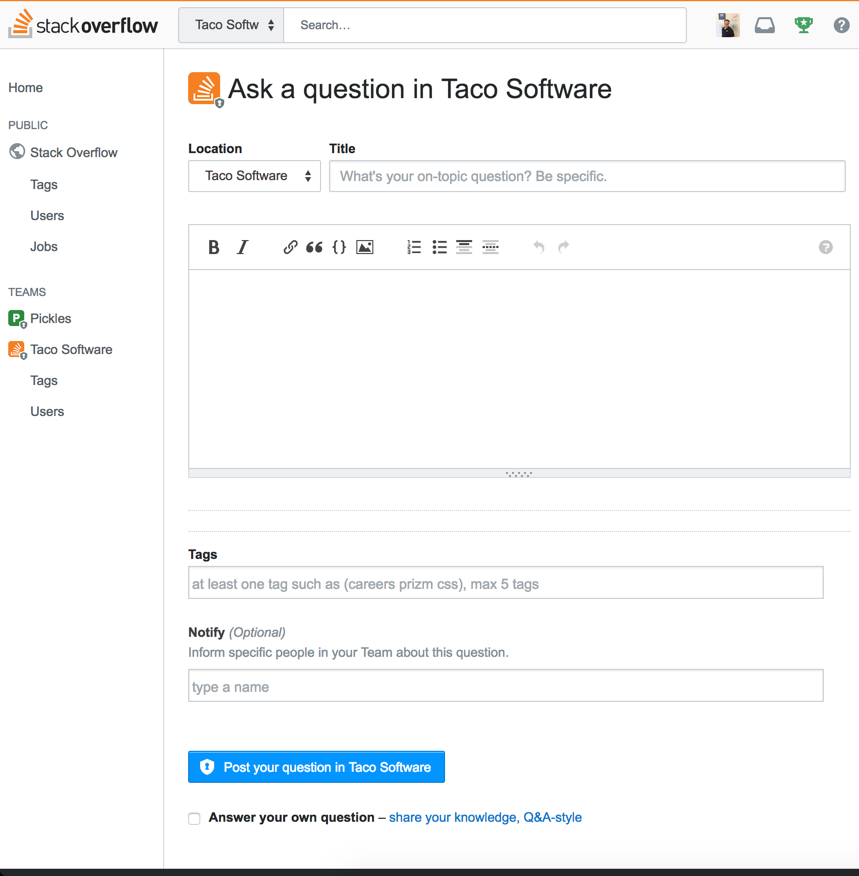 stackoverflow
Taco Softw
Search...
?
Home
PUBLIC
Stack Overflow
Tags
Users
Jobs
TEAMS
P Pickles
Taco Software
Tags
Users
Ask a question in Taco Software
Location
Title
Taco Software
What's your on-topic question? Be specific.
B I {} ?
Tags
at least one tag such as (careers prizm css), max 5 tags
Notify (Optional)
Inform specific people in your Team about this question.
type a name
Post your question in Taco Software
Answer your own question – share your knowledge, Q&A-style